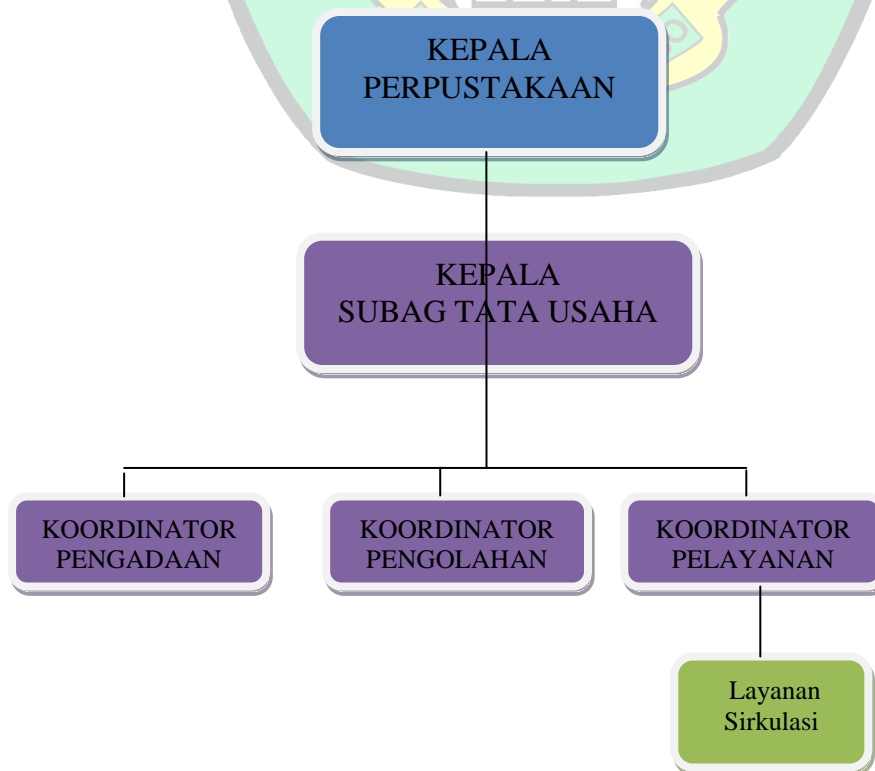 KEPALA
PERPUSTAKAAN
KEPALA
SUBAG TATA USAHA
KOORDINATOR
PENGADAAN
KOORDINATOR
PENGOLAHAN
KOORDINATOR
PELAYANAN
Layanan
Sirkulasi